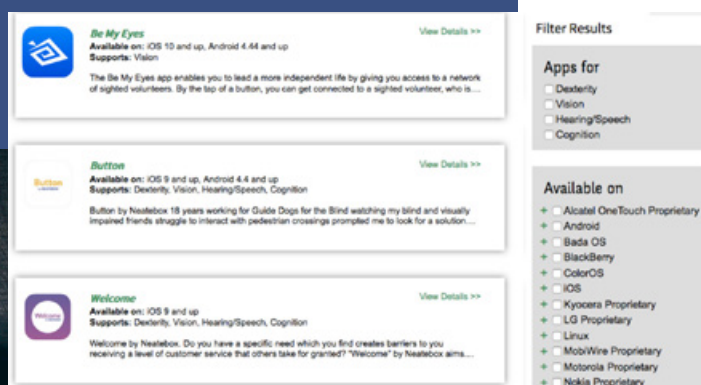 Be My Eyes
View Details >>
Available on: iOS 10 and up, Android 4.44 and up
Supports: Vision
The Be My Eyes app enables you to lead a more independent life by giving you access to a network
of sighted volunteers. By the tap of a button, you can get connected to a sighted volunteer, who is....
Button
Button
View Details >>
Available on: iOS 9 and up, Android 4.4 and up
Supports: Dexterity, Vision, Hearing/Speech, Cognition
Button by Neatebox 18 years working for Guide Dogs for the Blind watching my blind and visually
impaired friends struggle to interact with pedestrian crossings prompted me to look for a solution....
Welcome
Welcome
View Details >>
Available on: iOS 9 and up
Supports: Dexterity, Vision, Hearing/Speech, Cognition
Welcome by Neatebox. Do you have a specific need which you find creates barriers to you
receiving a level of customer service that others take for granted? "Welcome" by Neatebox aims....
Filter Results
Apps for
Dexterity
Vision
Hearing/Speech
Cognition
Available on
+ Alcatel OneTouch Proprietary
+ Android
+ Bada OS
+ BlackBerry
+ ColorOS
+ iOS
+ Kyocera Proprietary
+ LG Proprietary
+ Linux
+ MobiWire Proprietary
+ Motorola Proprietary
+ Nokia Proprietary